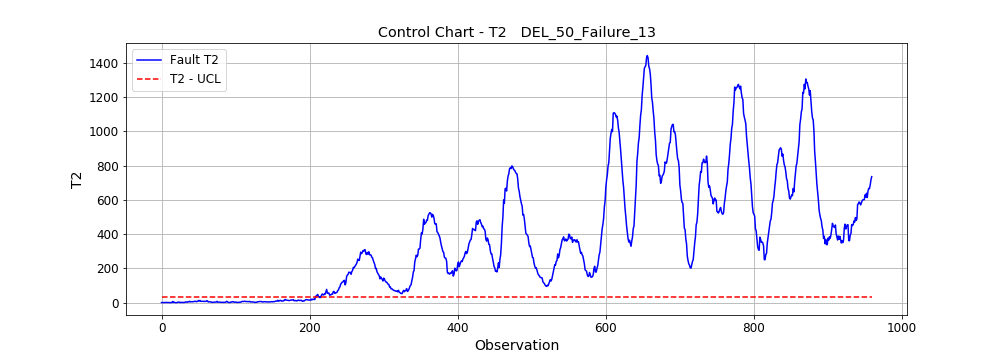 Control Chart - T2   DEL_50_Failure_13
Fault T2
T2 - UCL
1400
1200
1000
800
600
400
200
0
T2
0 200 400 600 800 1000
Observation